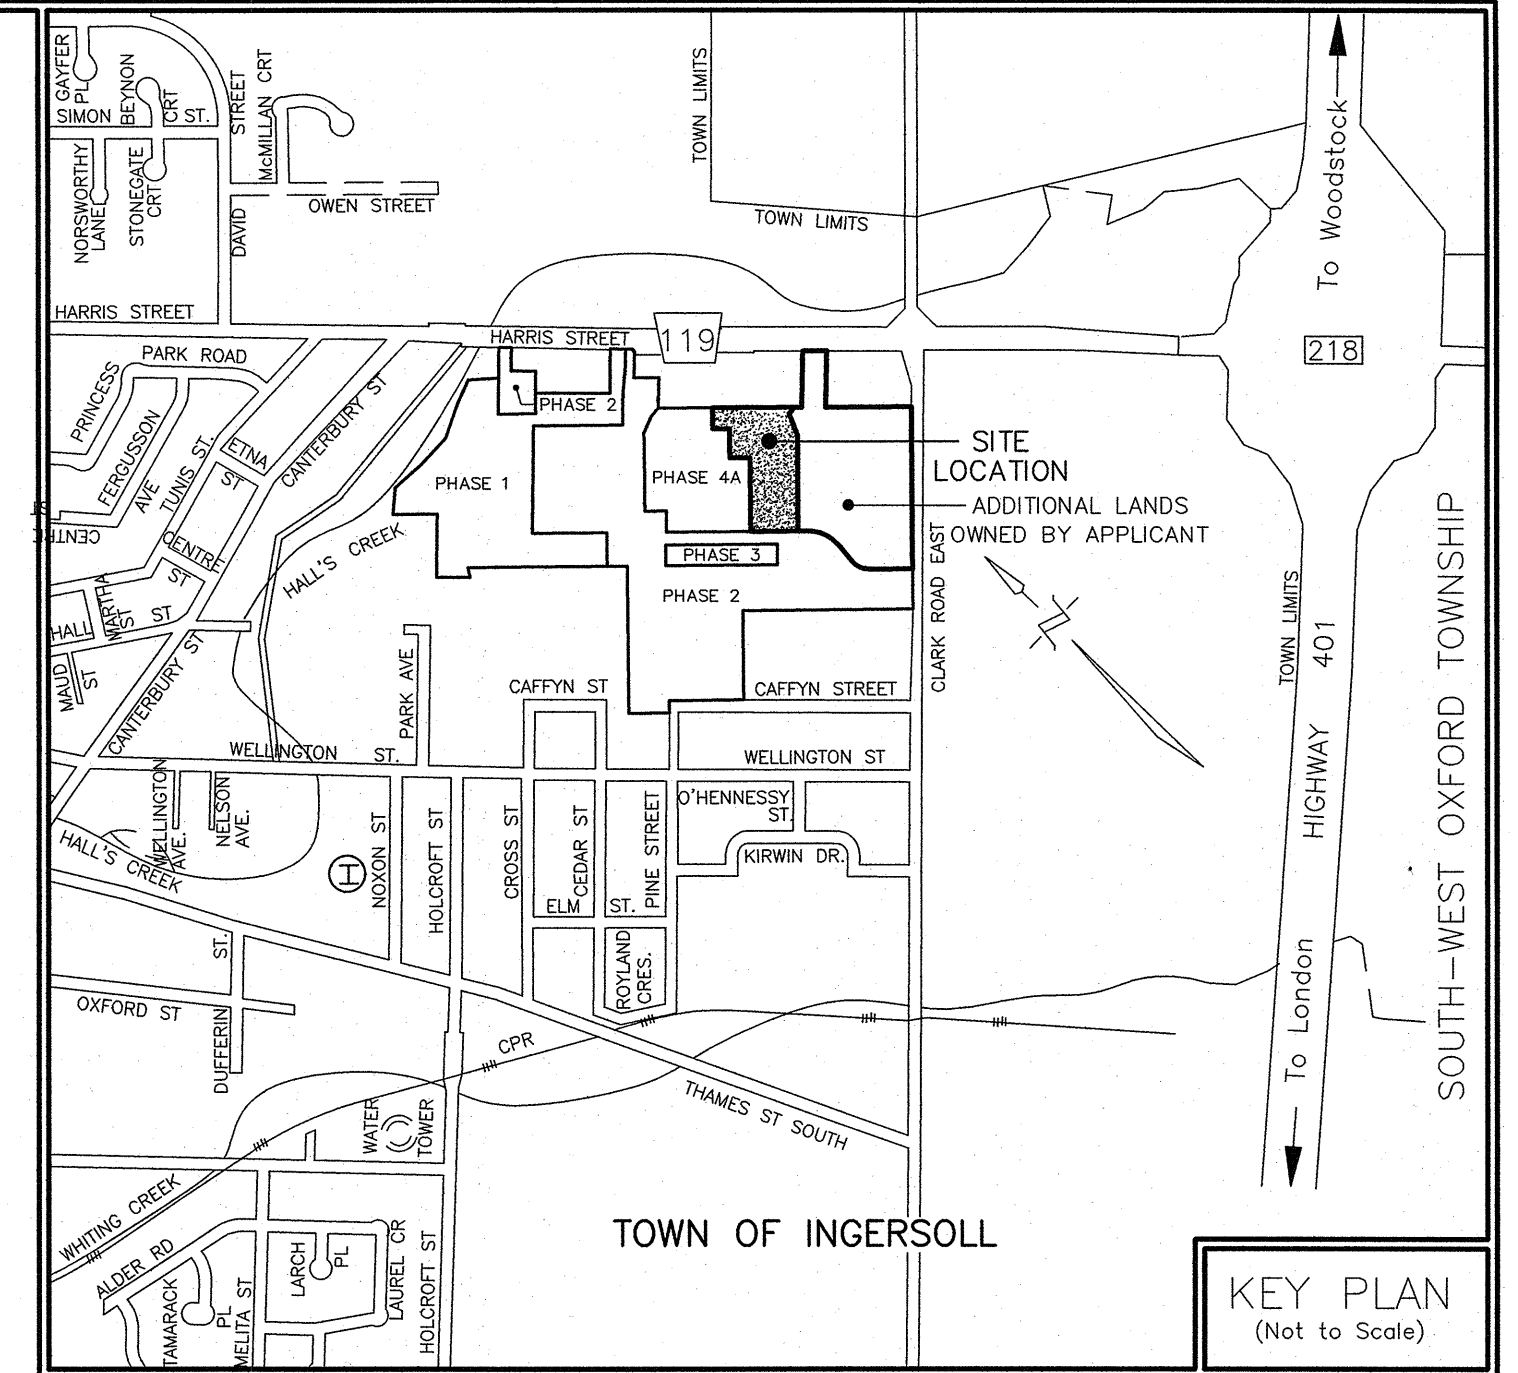 GAYFER
PL
BEYNON
CRT
SIMON ST.
STREET
McMILLAN CRT
NORSWORTHY
LANE
STONEGATE
CRT
DAVID
OWEN STREET
TOWN LIMITS
TOWN LIMITS
To Woodstock
HARRIS STREET
HARRIS STREET
119
218
PARK ROAD
PRINCESS
FERGUSSON
AVE
TUNIS ST.
ETNA
ST
CANTERBURY ST
CENTRE
ST
CENTRE
ST
PHASE 2
PHASE 1
PHASE 4A
SITE
LOCATION
ADDITIONAL LANDS
OWNED BY APPLICANT
PHASE 3
PHASE 2
HALL'S CREEK
CLARK ROAD EAST
N
HALL ST
MARTHA
ST
MAUD
ST
CANTERBURY ST
PARK AVE
CAFFYN ST
CAFFYN STREET
TOWN LIMITS
HIGHWAY 401
SOUTH-WEST OXFORD TOWNSHIP
WELLINGTON ST.
WELLINGTON ST
WELLINGTON
AVE.
NELSON
AVE.
HALL'S CREEK
H
NOXON ST
HOLCROFT ST
CROSS ST
CEDAR ST
PINE STREET
O'HENNESSY
ST.
KIRWIN DR.
ELM ST.
ROYLAND
CRES.
OXFORD ST
DUFFERIN ST.
CPR
THAMES ST SOUTH
To London
WATER
TOWER
WHITING CREEK
ALDER RD
TAMARACK
PL
MELITA ST
LARCH
PL
LAUREL CR
HOLCROFT ST
TOWN OF INGERSOLL
KEY PLAN
(Not to Scale)